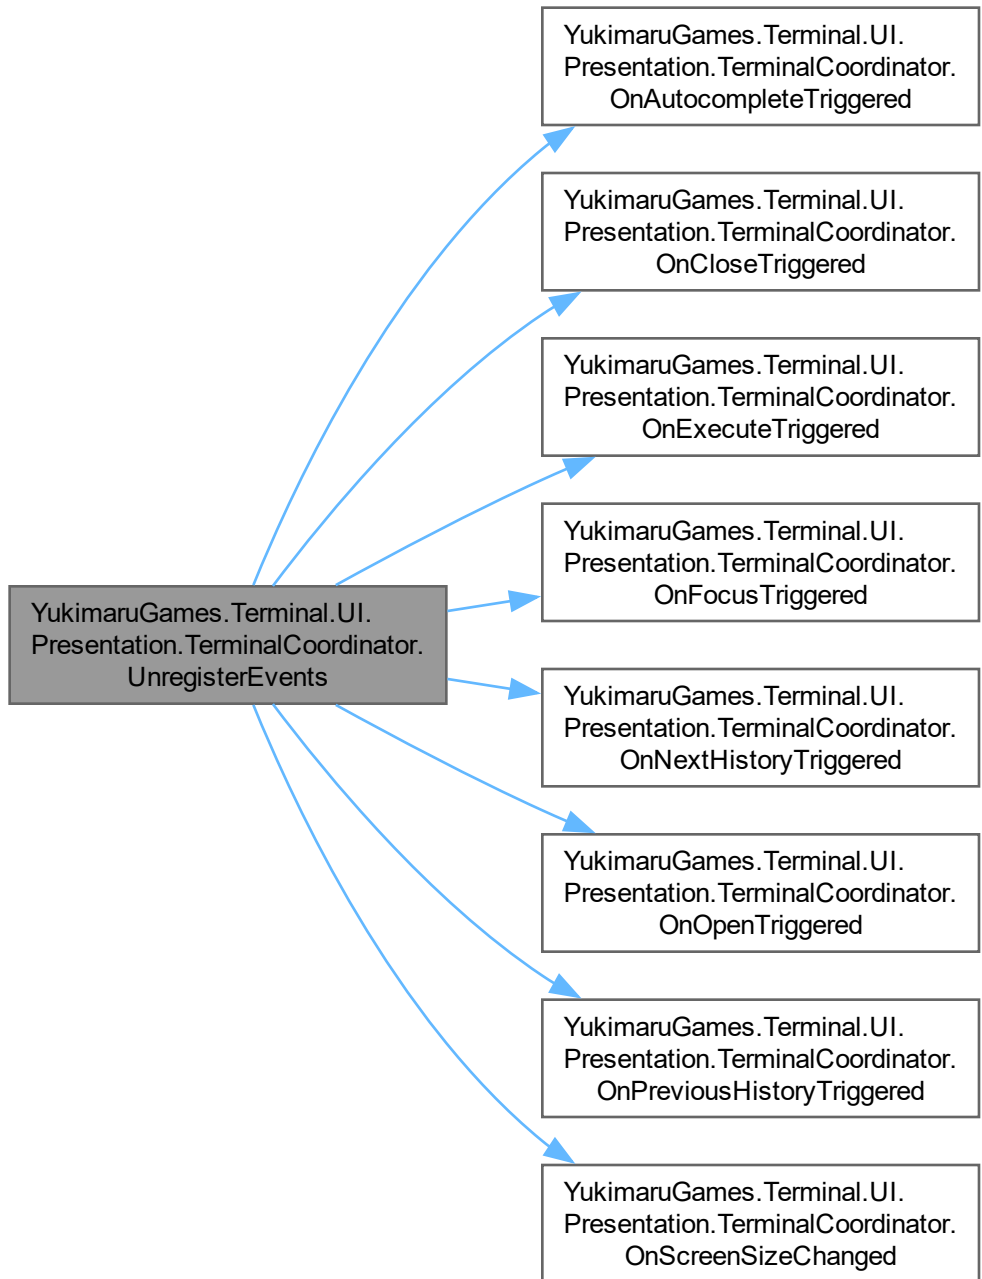 YukimaruGames.Terminal.UI.
Presentation.TerminalCoordinator.
OnAutocompleteTriggered
YukimaruGames.Terminal.UI.
Presentation.TerminalCoordinator.
OnCloseTriggered
YukimaruGames.Terminal.UI.
Presentation.TerminalCoordinator.
OnExecuteTriggered
YukimaruGames.Terminal.UI.
Presentation.TerminalCoordinator.
OnFocusTriggered
YukimaruGames.Terminal.UI.
Presentation.TerminalCoordinator.
UnregisterEvents
YukimaruGames.Terminal.UI.
Presentation.TerminalCoordinator.
OnNextHistoryTriggered
YukimaruGames.Terminal.UI.
Presentation.TerminalCoordinator.
OnOpenTriggered
YukimaruGames.Terminal.UI.
Presentation.TerminalCoordinator.
OnPreviousHistoryTriggered
YukimaruGames.Terminal.UI.
Presentation.TerminalCoordinator.
OnScreenSizeChanged